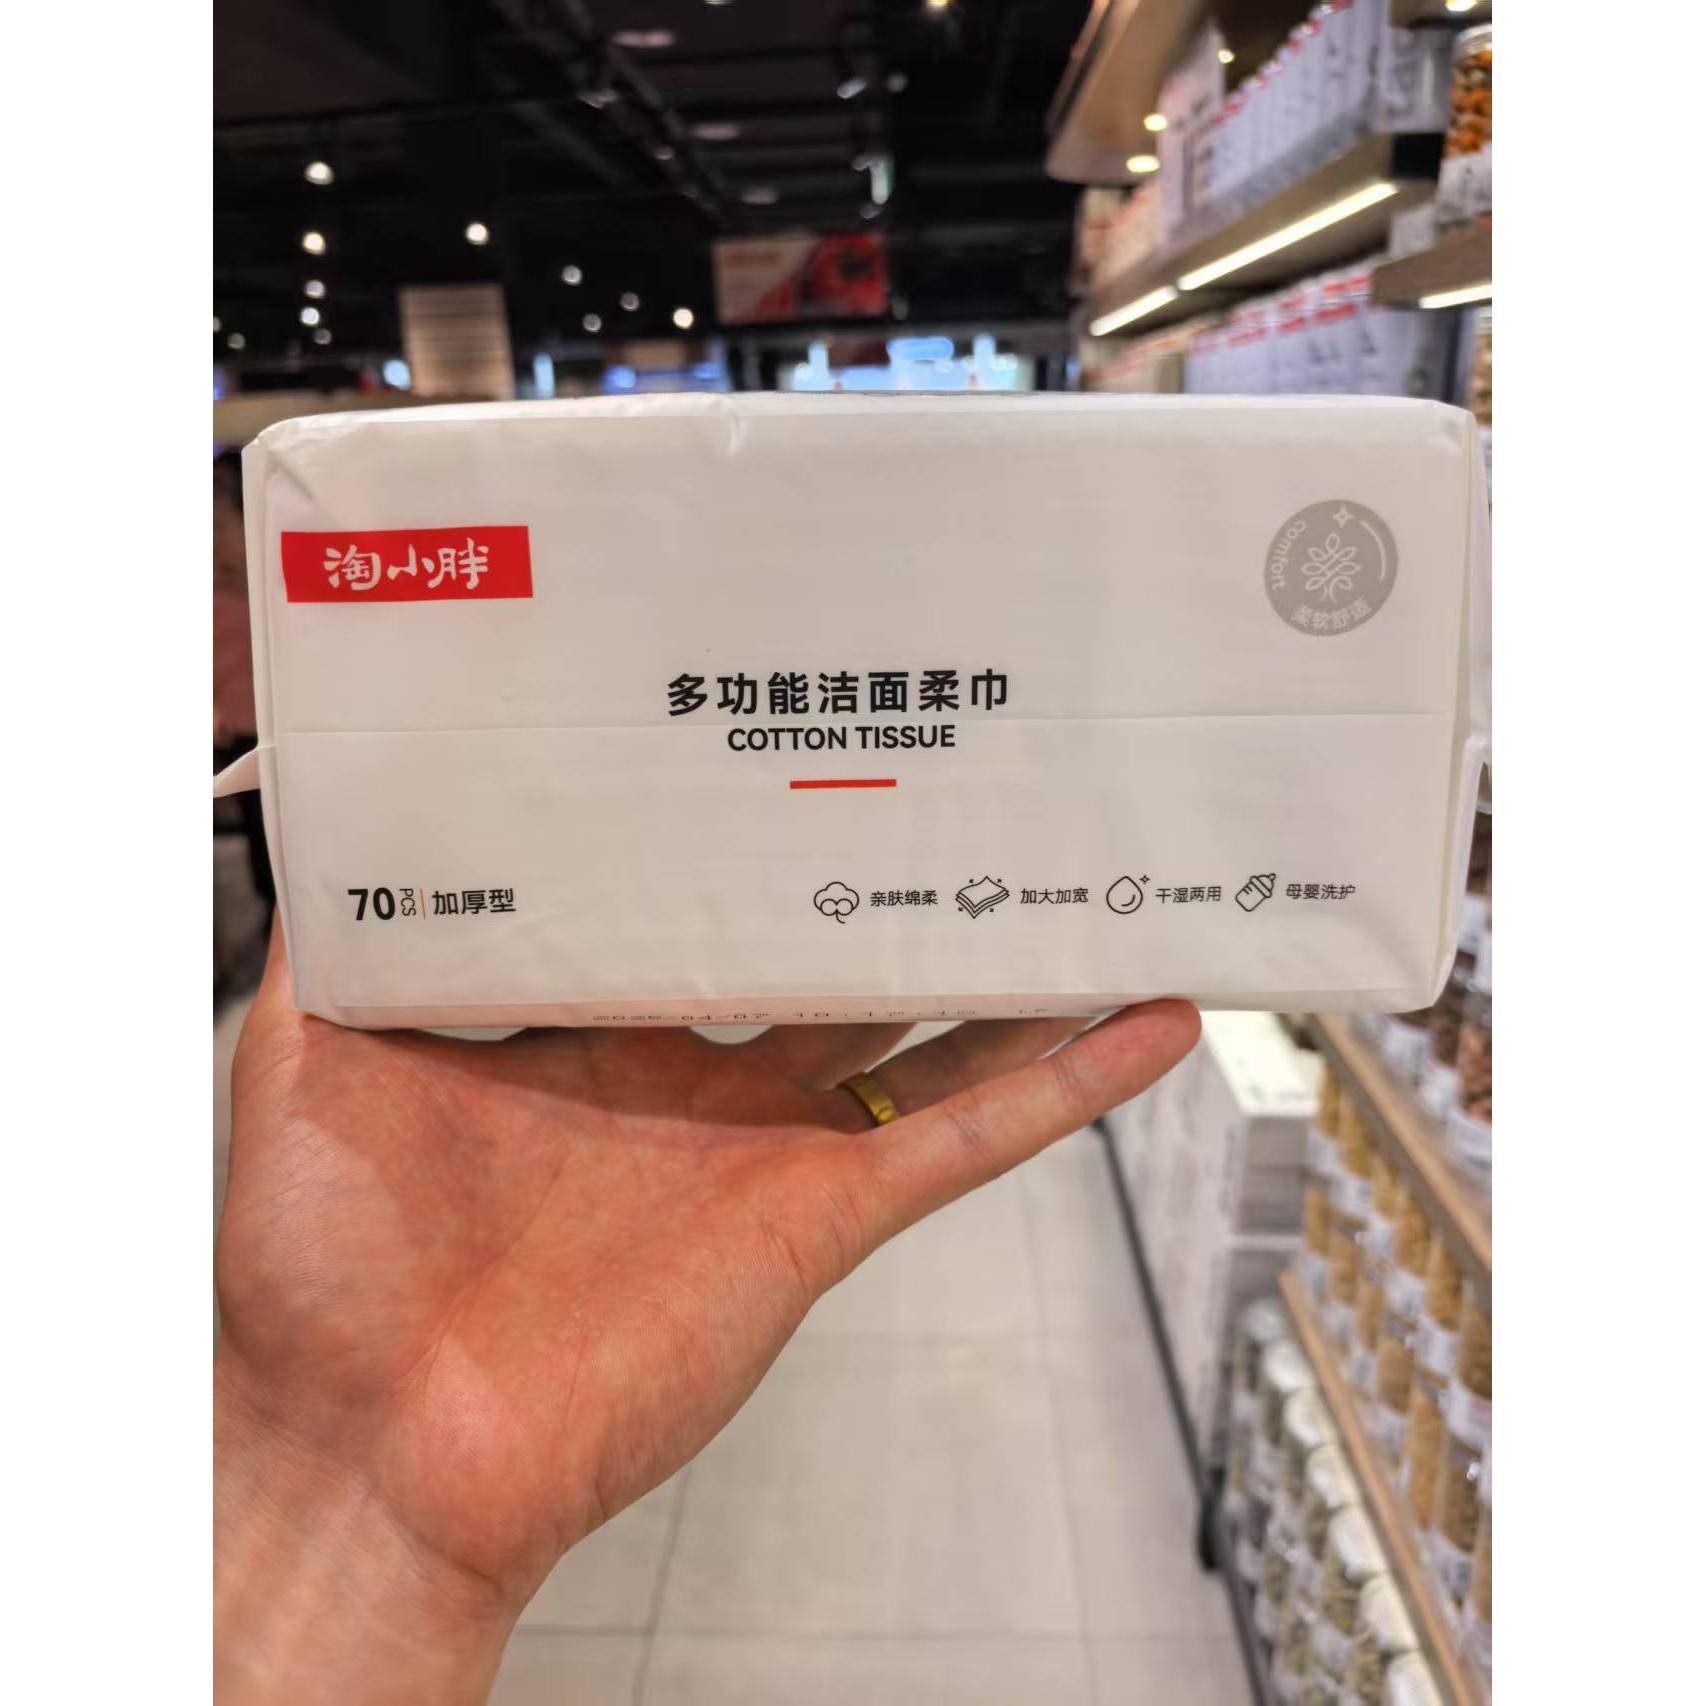 淘小胖
comfort
柔软舒适
多功能洁面柔巾
COTTON TISSUE
70 PCS 加厚型
亲肤绵柔 加大加宽 干湿两用 母婴洗护